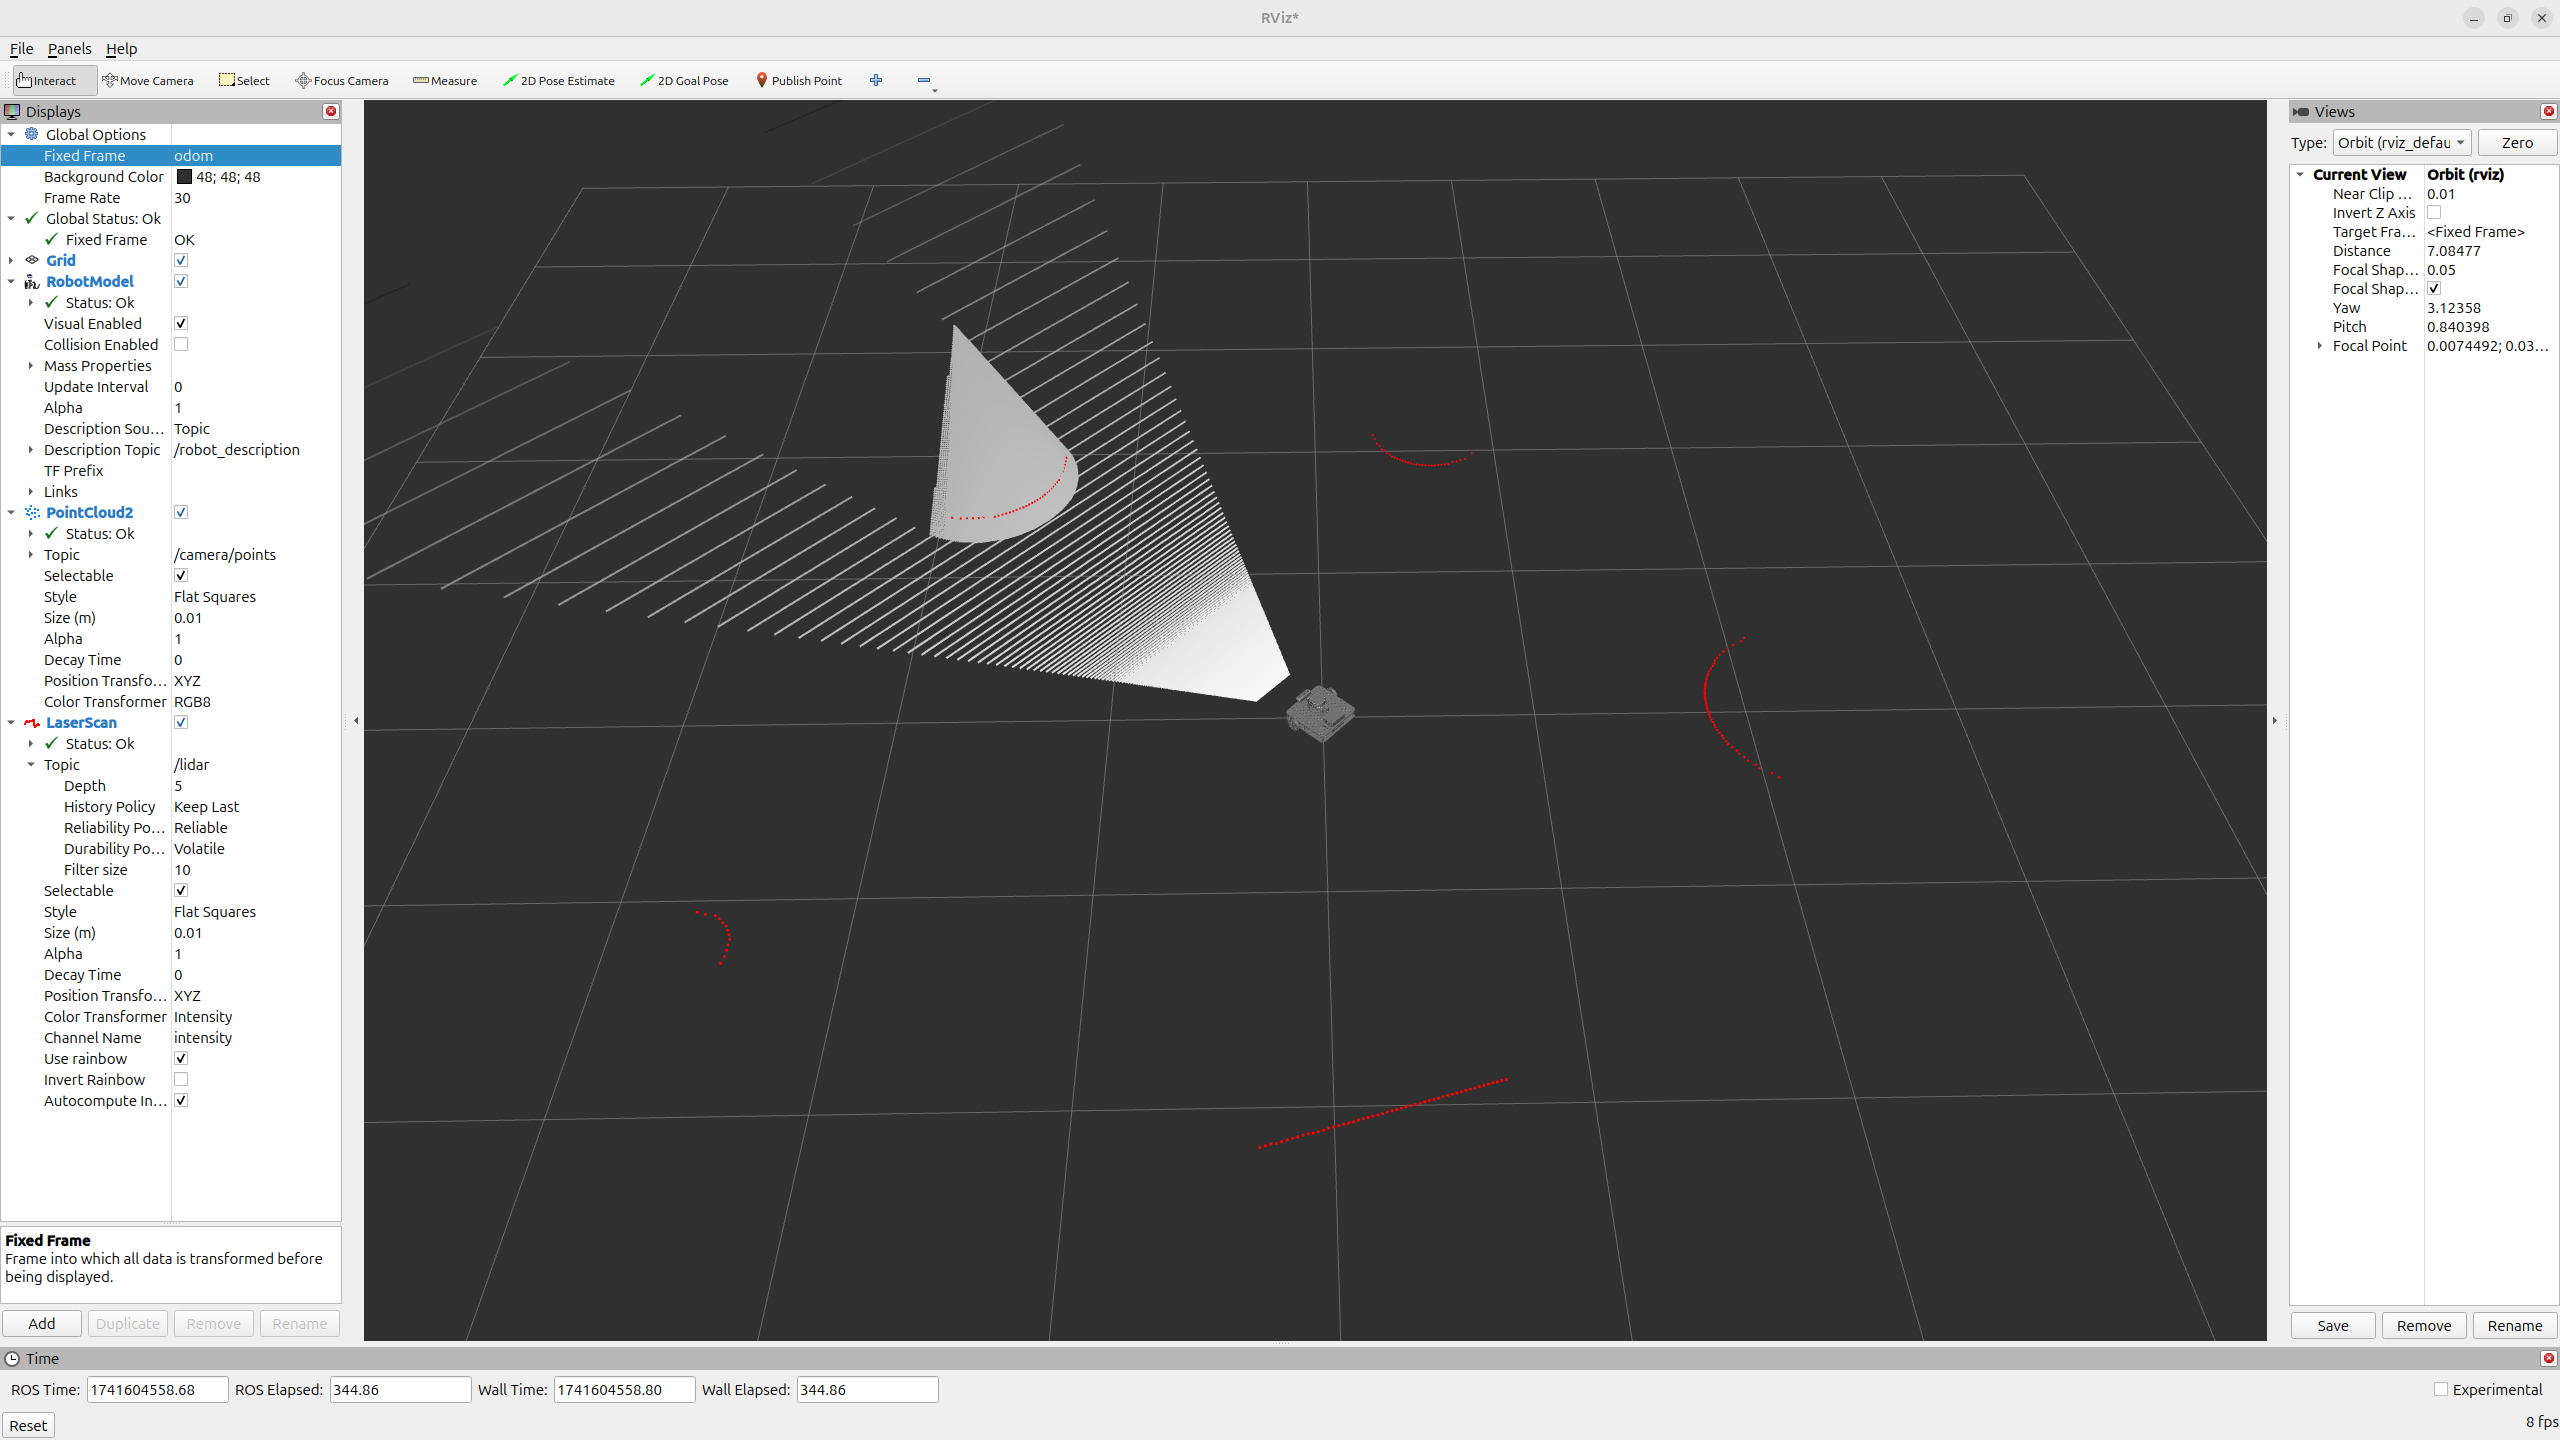 RViz*
File Panels Help
Interact Move Camera Select Focus Camera Measure 2D Pose Estimate 2D Goal Pose Publish Point
Displays
Global Options
Fixed Frame odom
Background Color 48; 48; 48
Frame Rate 30
Global Status: Ok
Fixed Frame OK
Grid
RobotModel
Status: Ok
Visual Enabled
Collision Enabled
Mass Properties
Update Interval 0
Alpha 1
Description Sou... Topic
Description Topic /robot_description
TF Prefix
Links
PointCloud2
Status: Ok
Topic /camera/points
Selectable
Style Flat Squares
Size (m) 0.01
Alpha 1
Decay Time 0
Position Transfo... XYZ
Color Transformer RGB8
LaserScan
Status: Ok
Topic /lidar
Depth 5
History Policy Keep Last
Reliability Po... Reliable
Durability Po... Volatile
Filter size 10
Selectable
Style Flat Squares
Size (m) 0.01
Alpha 1
Decay Time 0
Position Transfo... XYZ
Color Transformer Intensity
Channel Name intensity
Use rainbow
Invert Rainbow
Autocompute In...
Fixed Frame
Frame into which all data is transformed before
being displayed.
Add Duplicate Remove Rename
Views
Type: Orbit (rviz_defau Zero
Current View Orbit (rviz)
Near Clip ... 0.01
Invert Z Axis
Target Fra... <Fixed Frame>
Distance 7.08477
Focal Shap... 0.05
Focal Shap...
Yaw 3.12358
Pitch 0.840398
Focal Point 0.0074492; 0.03...
Save Remove Rename
Time
ROS Time: 1741604558.68 ROS Elapsed: 344.86 Wall Time: 1741604558.80 Wall Elapsed: 344.86 Experimental
Reset 8 fps